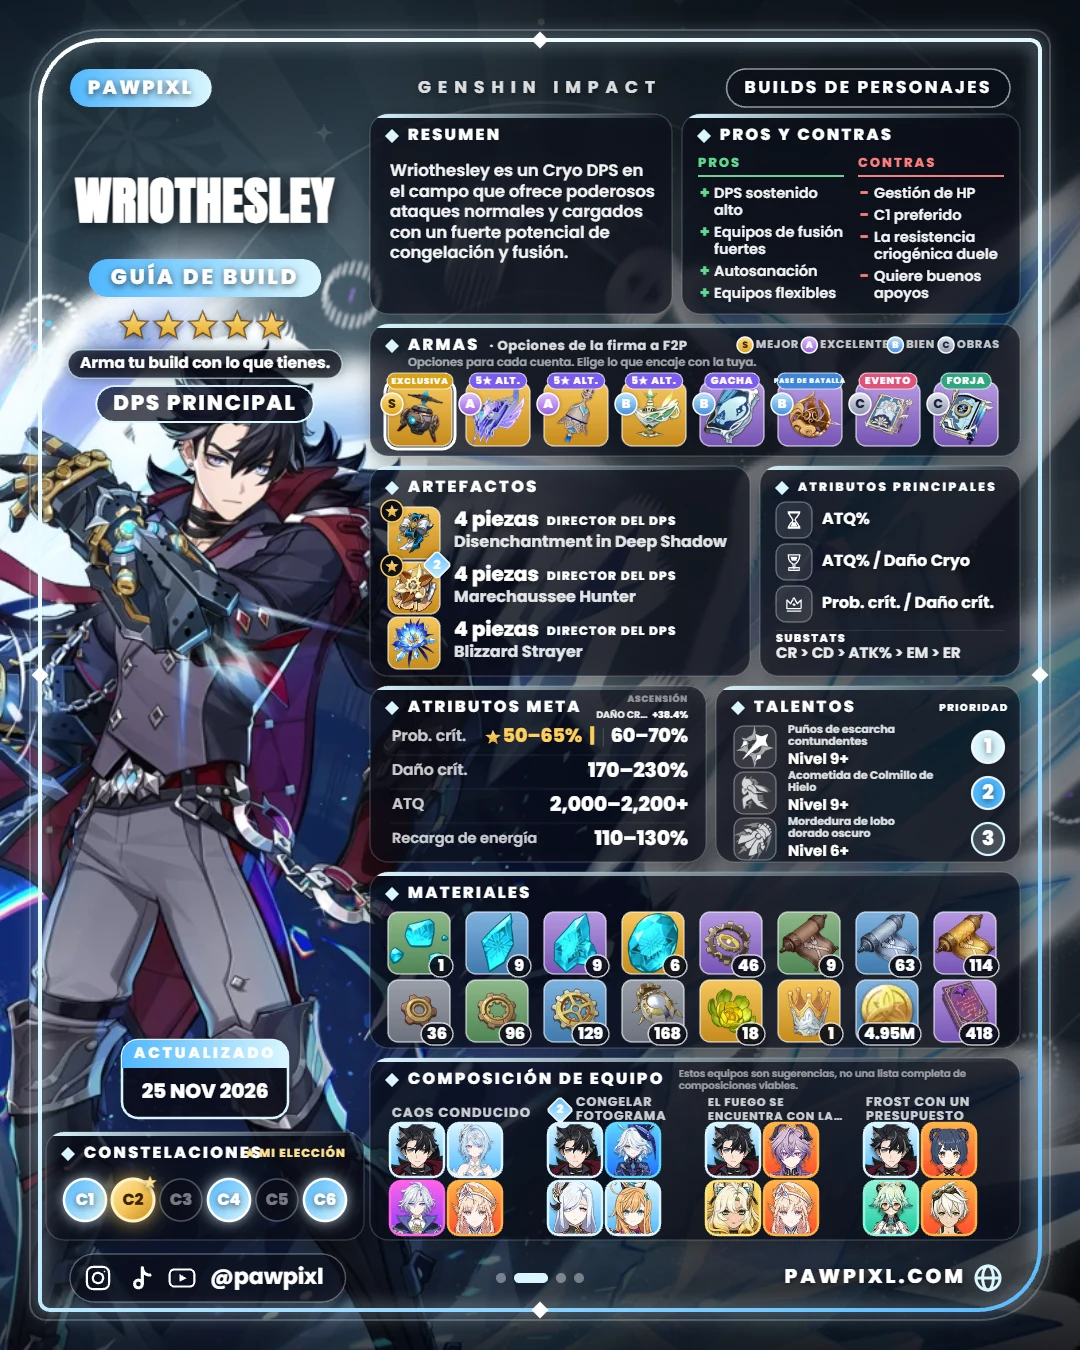 PAWPIXL
GENSHIN IMPACT
BUILDS DE PERSONAJES
WRIOTHESLEY
GUÍA DE BUILD
Arma tu build con lo que tienes.
DPS PRINCIPAL
RESUMEN
Wriothesley es un Cryo DPS en
el campo que ofrece poderosos
ataques normales y cargados
con un fuerte potencial de
congelación y fusión.
PROS Y CONTRAS
PROS
+ DPS sostenido
alto
+ Equipos de fusión
fuertes
+ Autosanación
+ Equipos flexibles
CONTRAS
− Gestión de HP
− C1 preferido
− La resistencia
criogénica duele
− Quiere buenos
apoyos
ARMAS · Opciones de la firma a F2P
S MEJOR A EXCELENTE B BIEN C OBRAS
Opciones para cada cuenta. Elige lo que encaje con la tuya.
EXCLUSIVA 5★ ALT. 5★ ALT. 5★ ALT. GACHA PASE DE BATALLA EVENTO FORJA
S A A B B B C C
ARTEFACTOS
4 piezas DIRECTOR DEL DPS
Disenchantment in Deep Shadow
2
4 piezas DIRECTOR DEL DPS
Marechaussee Hunter
4 piezas DIRECTOR DEL DPS
Blizzard Strayer
ATRIBUTOS PRINCIPALES
ATQ%
ATQ% / Daño Cryo
Prob. crít. / Daño crít.
SUBSTATS
CR > CD > ATK% > EM > ER
ATRIBUTOS META
ASCENSIÓN
DAÑO CR... +38.4%
Prob. crít. ★50–65% | 60–70%
Daño crít. 170–230%
ATQ 2,000–2,200+
Recarga de energía 110–130%
TALENTOS
PRIORIDAD
Puños de escarcha
contundentes
Nivel 9+
1
Acometida de Colmillo de
Hielo
Nivel 9+
2
Mordedura de lobo
dorado oscuro
Nivel 6+
3
MATERIALES
1 9 9 6 46 9 63 114
36 96 129 168 18 1 4.95M 418
ACTUALIZADO
25 NOV 2026
CONSTELACIONES
MI ELECCIÓN
C1 C2 C3 C4 C5 C6
COMPOSICIÓN DE EQUIPO
Estos equipos son sugerencias, no una lista completa de
composiciones viables.
CAOS CONDUCIDO
2 CONGELAR
FOTOGRAMA
EL FUEGO SE
ENCUENTRA CON LA...
FROST CON UN
PRESUPUESTO
@pawpixl
PAWPIXL.COM